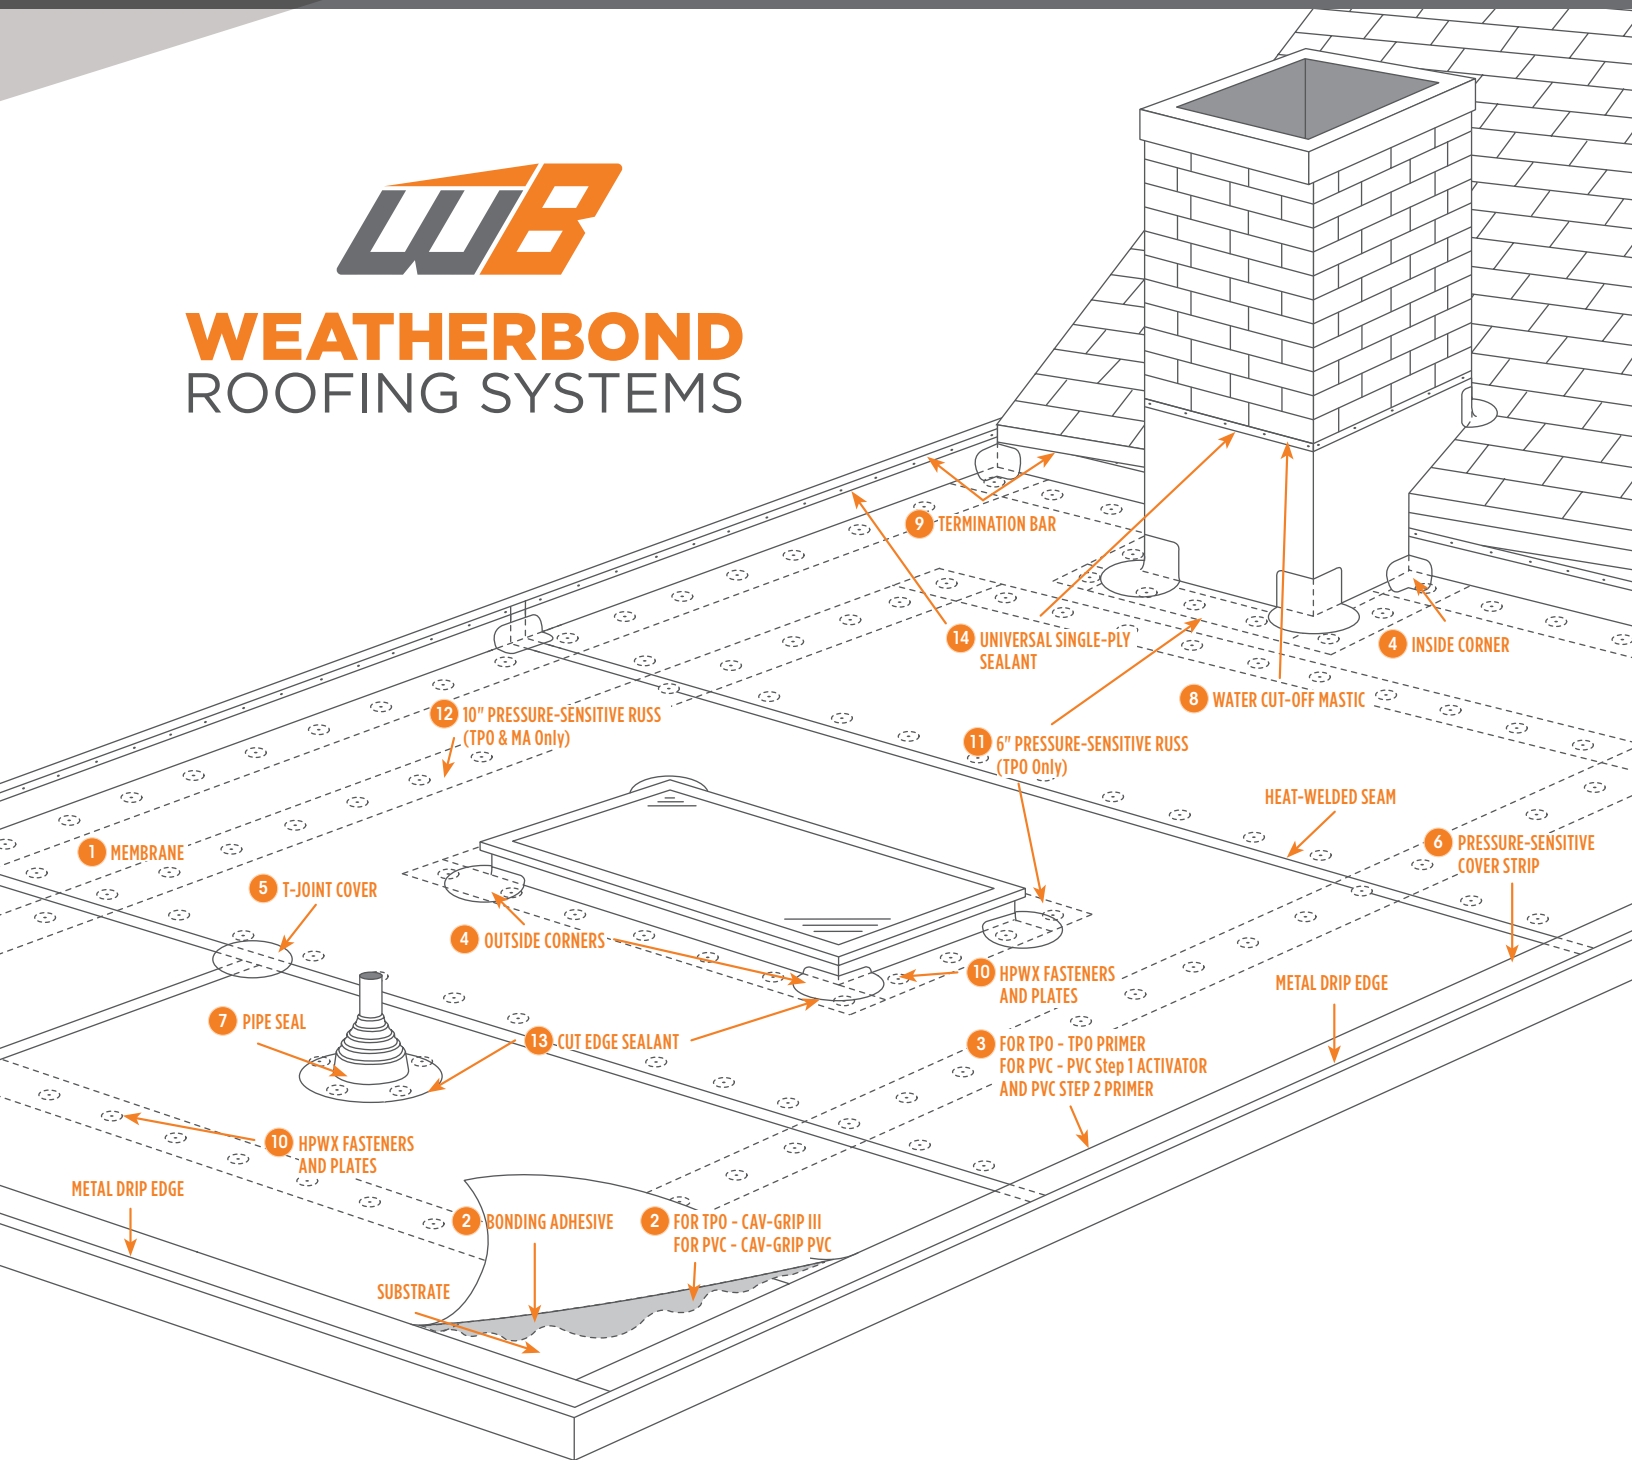 WB
WEATHERBOND
ROOFING SYSTEMS
9 TERMINATION BAR
14 UNIVERSAL SINGLE-PLY
SEALANT
4 INSIDE CORNER
8 WATER CUT-OFF MASTIC
12 10" PRESSURE-SENSITIVE RUSS
(TPO & MA Only)
11 6" PRESSURE-SENSITIVE RUSS
(TPO Only)
HEAT-WELDED SEAM
1 MEMBRANE
6 PRESSURE-SENSITIVE
COVER STRIP
5 T-JOINT COVER
4 OUTSIDE CORNERS
10 HPWX FASTENERS
AND PLATES
METAL DRIP EDGE
7 PIPE SEAL
13 CUT EDGE SEALANT
3 FOR TPO - TPO PRIMER
FOR PVC - PVC Step 1 ACTIVATOR
AND PVC STEP 2 PRIMER
10 HPWX FASTENERS
AND PLATES
METAL DRIP EDGE
2 BONDING ADHESIVE
2 FOR TPO - CAV-GRIP III
FOR PVC - CAV-GRIP PVC
SUBSTRATE